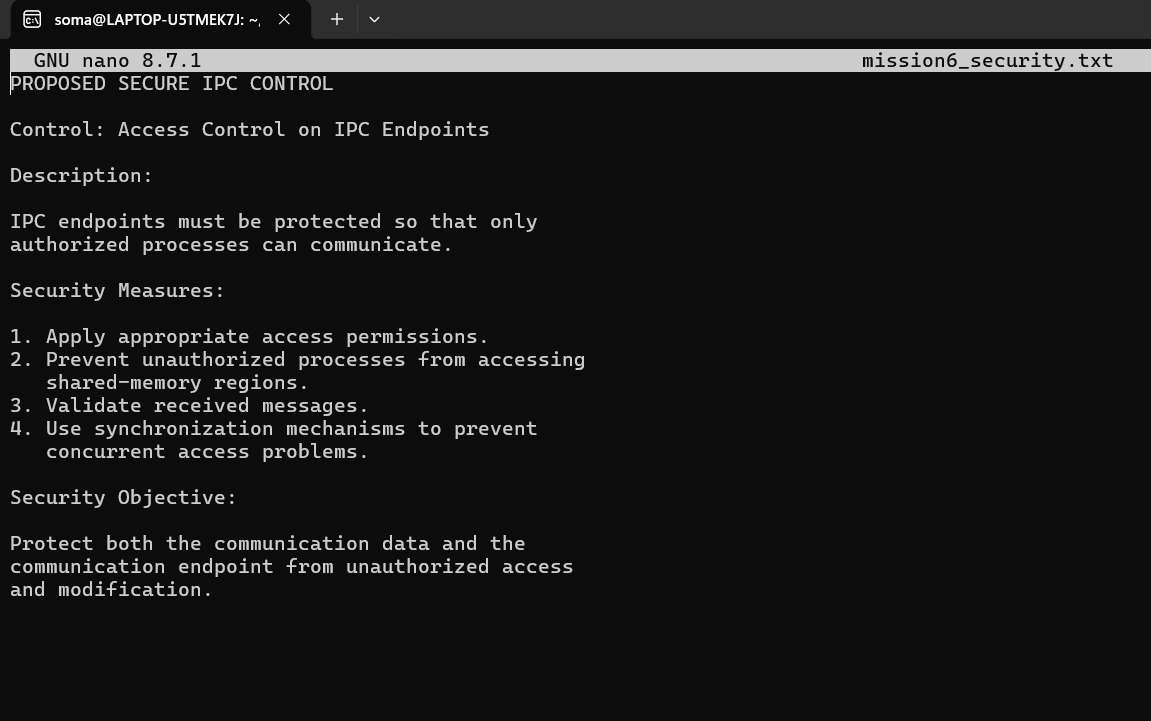 soma@LAPTOP-U5TMEK7J: ~,
GNU nano 8.7.1 mission6_security.txt
PROPOSED SECURE IPC CONTROL
Control: Access Control on IPC Endpoints
Description:
IPC endpoints must be protected so that only
authorized processes can communicate.
Security Measures:
1. Apply appropriate access permissions.
2. Prevent unauthorized processes from accessing
shared-memory regions.
3. Validate received messages.
4. Use synchronization mechanisms to prevent
concurrent access problems.
Security Objective:
Protect both the communication data and the
communication endpoint from unauthorized access
and modification.